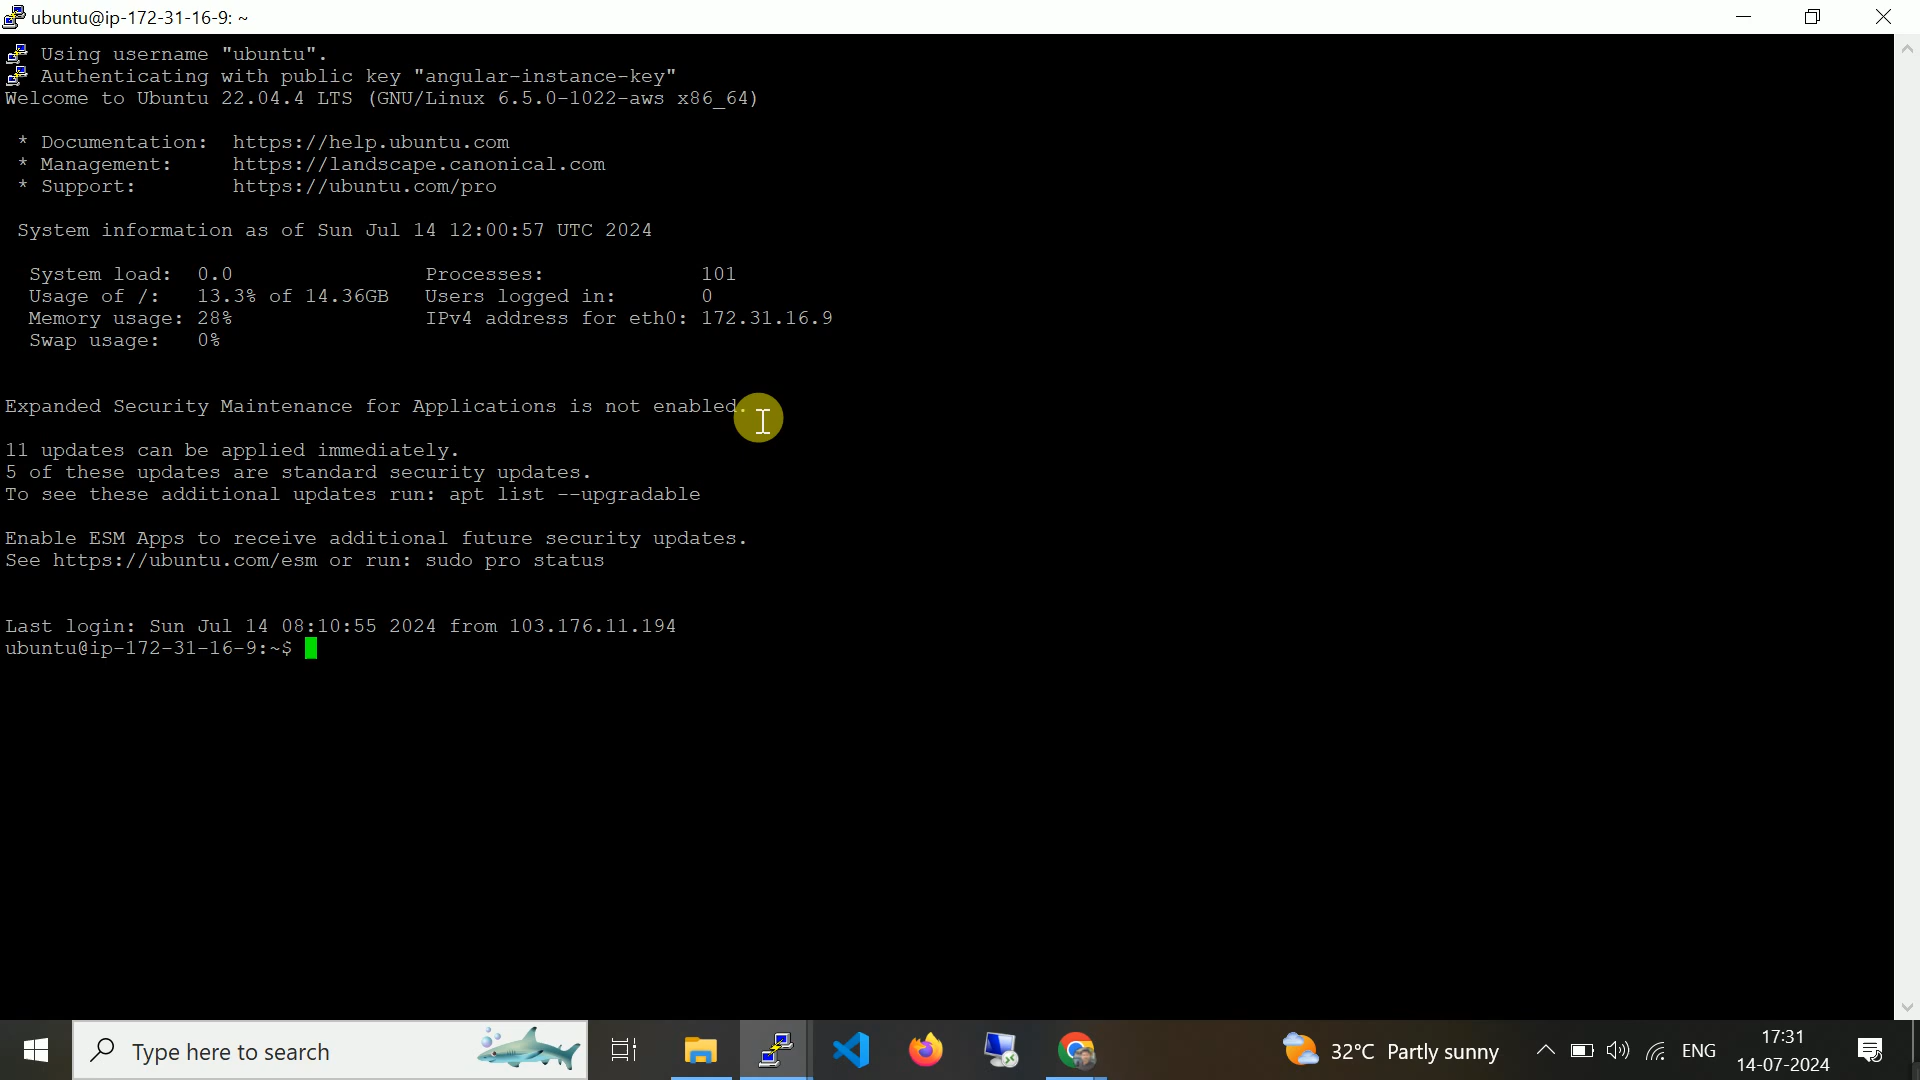 ubuntu@ip-172-31-16-9: ~
Using username "ubuntu".
Authenticating with public key "angular-instance-key"
Welcome to Ubuntu 22.04.4 LTS (GNU/Linux 6.5.0-1022-aws x86_64)
* Documentation:  https://help.ubuntu.com
* Management:     https://landscape.canonical.com
* Support:        https://ubuntu.com/pro
System information as of Sun Jul 14 12:00:57 UTC 2024
System load:  0.0                Processes:             101
Usage of /:   13.3% of 14.36GB   Users logged in:       0
Memory usage: 28%                IPv4 address for eth0: 172.31.16.9
Swap usage:   0%
Expanded Security Maintenance for Applications is not enabled.
11 updates can be applied immediately.
5 of these updates are standard security updates.
To see these additional updates run: apt list --upgradable
Enable ESM Apps to receive additional future security updates.
See https://ubuntu.com/esm or run: sudo pro status
Last login: Sun Jul 14 08:10:55 2024 from 103.176.11.194
ubuntu@ip-172-31-16-9:~$
Type here to search
32°C Partly sunny
ENG
17:31
14-07-2024